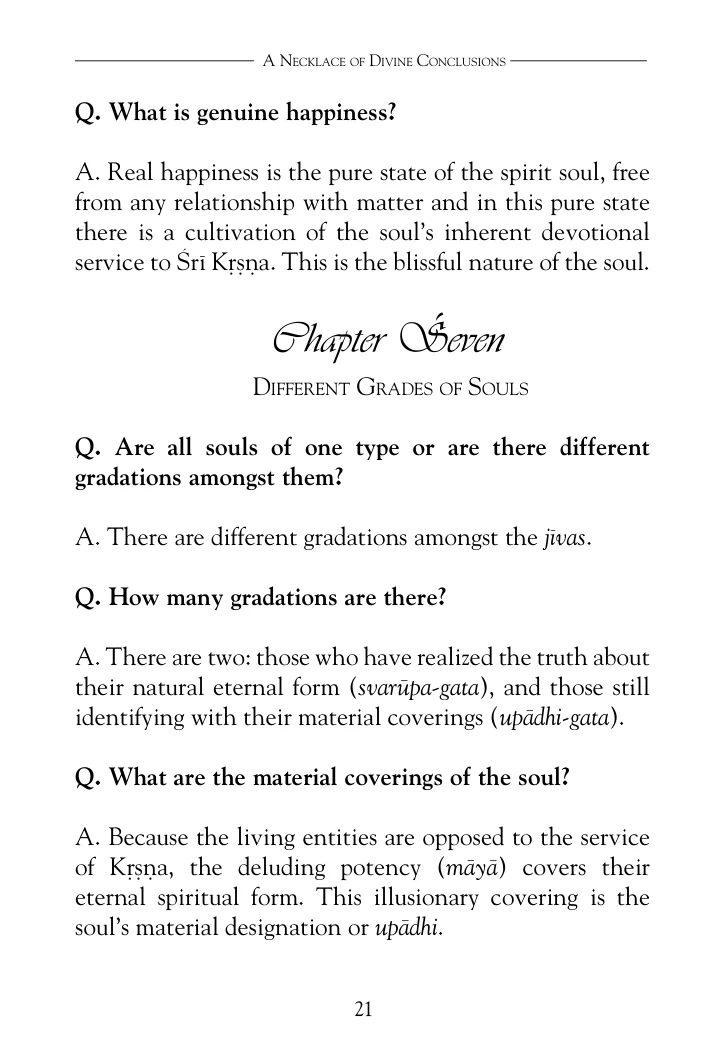 A Necklace of Divine Conclusions
Q. What is genuine happiness?
A. Real happiness is the pure state of the spirit soul, free
from any relationship with matter and in this pure state
there is a cultivation of the soul's inherent devotional
service to Śrī Kṛṣṇa. This is the blissful nature of the soul.
Chapter Śeven
Different Grades of Souls
Q. Are all souls of one type or are there different
gradations amongst them?
A. There are different gradations amongst the jīvas.
Q. How many gradations are there?
A. There are two: those who have realized the truth about
their natural eternal form (svarūpa-gata), and those still
identifying with their material coverings (upādhi-gata).
Q. What are the material coverings of the soul?
A. Because the living entities are opposed to the service
of Kṛṣṇa, the deluding potency (māyā) covers their
eternal spiritual form. This illusionary covering is the
soul's material designation or upādhi.
21